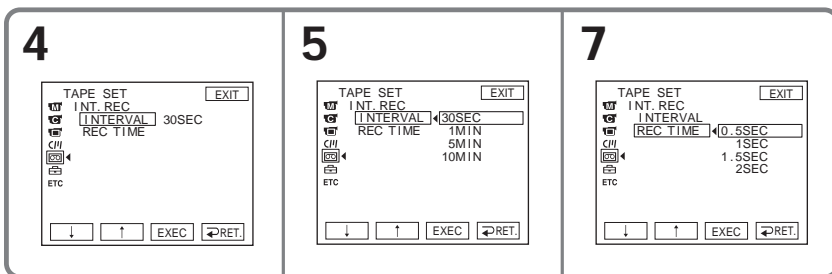 4
TAPE SET EXIT
INT. REC
INTERVAL 30SEC
REC TIME
ETC
↓ ↑ EXEC RET.
5
TAPE SET EXIT
INT. REC
INTERVAL 30SEC
REC TIME 1MIN
5MIN
10MIN
ETC
↓ ↑ EXEC RET.
7
TAPE SET EXIT
INT. REC
INTERVAL
REC TIME 0.5SEC
1SEC
1.5SEC
2SEC
ETC
↓ ↑ EXEC RET.